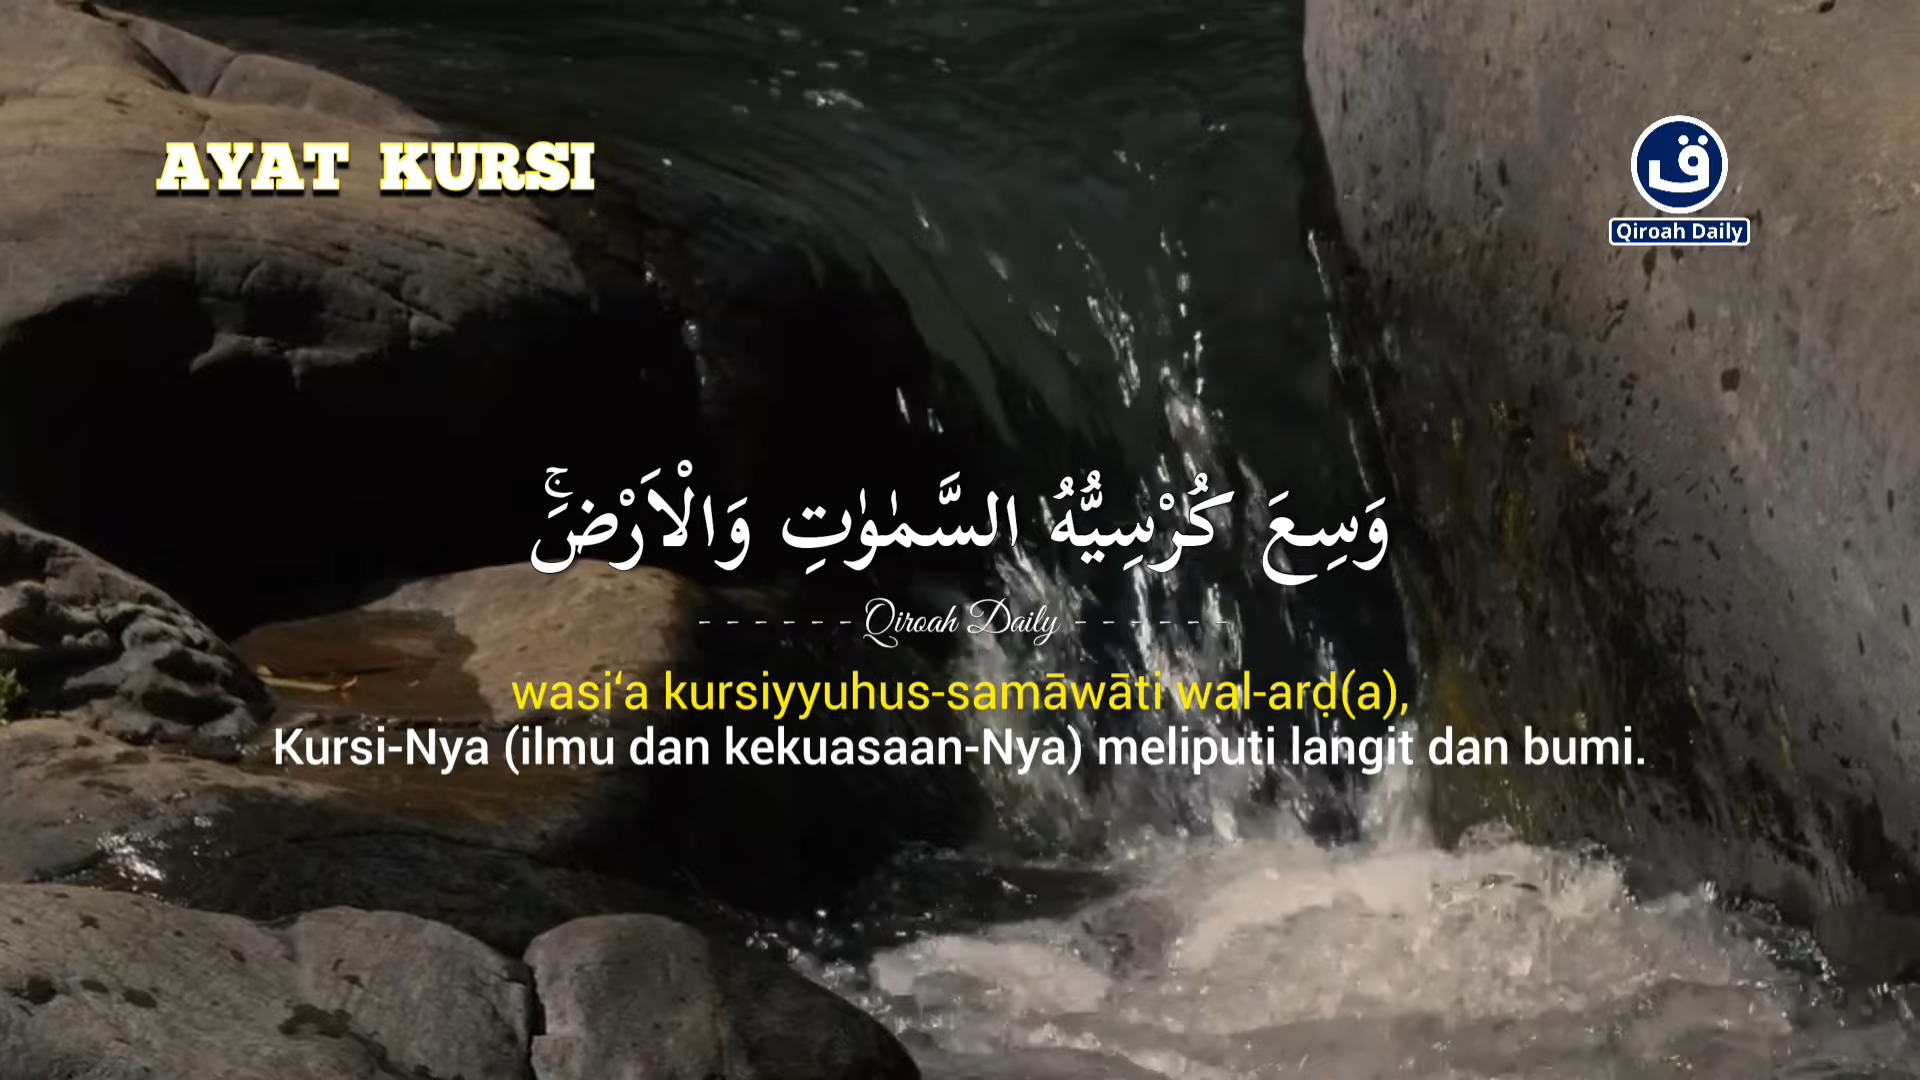 AYAT KURSI
ق
Qiroah Daily
وَسِعَ كُرْسِيُّهُ السَّمٰوٰتِ وَالْاَرْضَۚ
------ Qiroah Daily ------
wasi‘a kursiyyuhus-samāwāti wal-arḍ(a),
Kursi-Nya (ilmu dan kekuasaan-Nya) meliputi langit dan bumi.